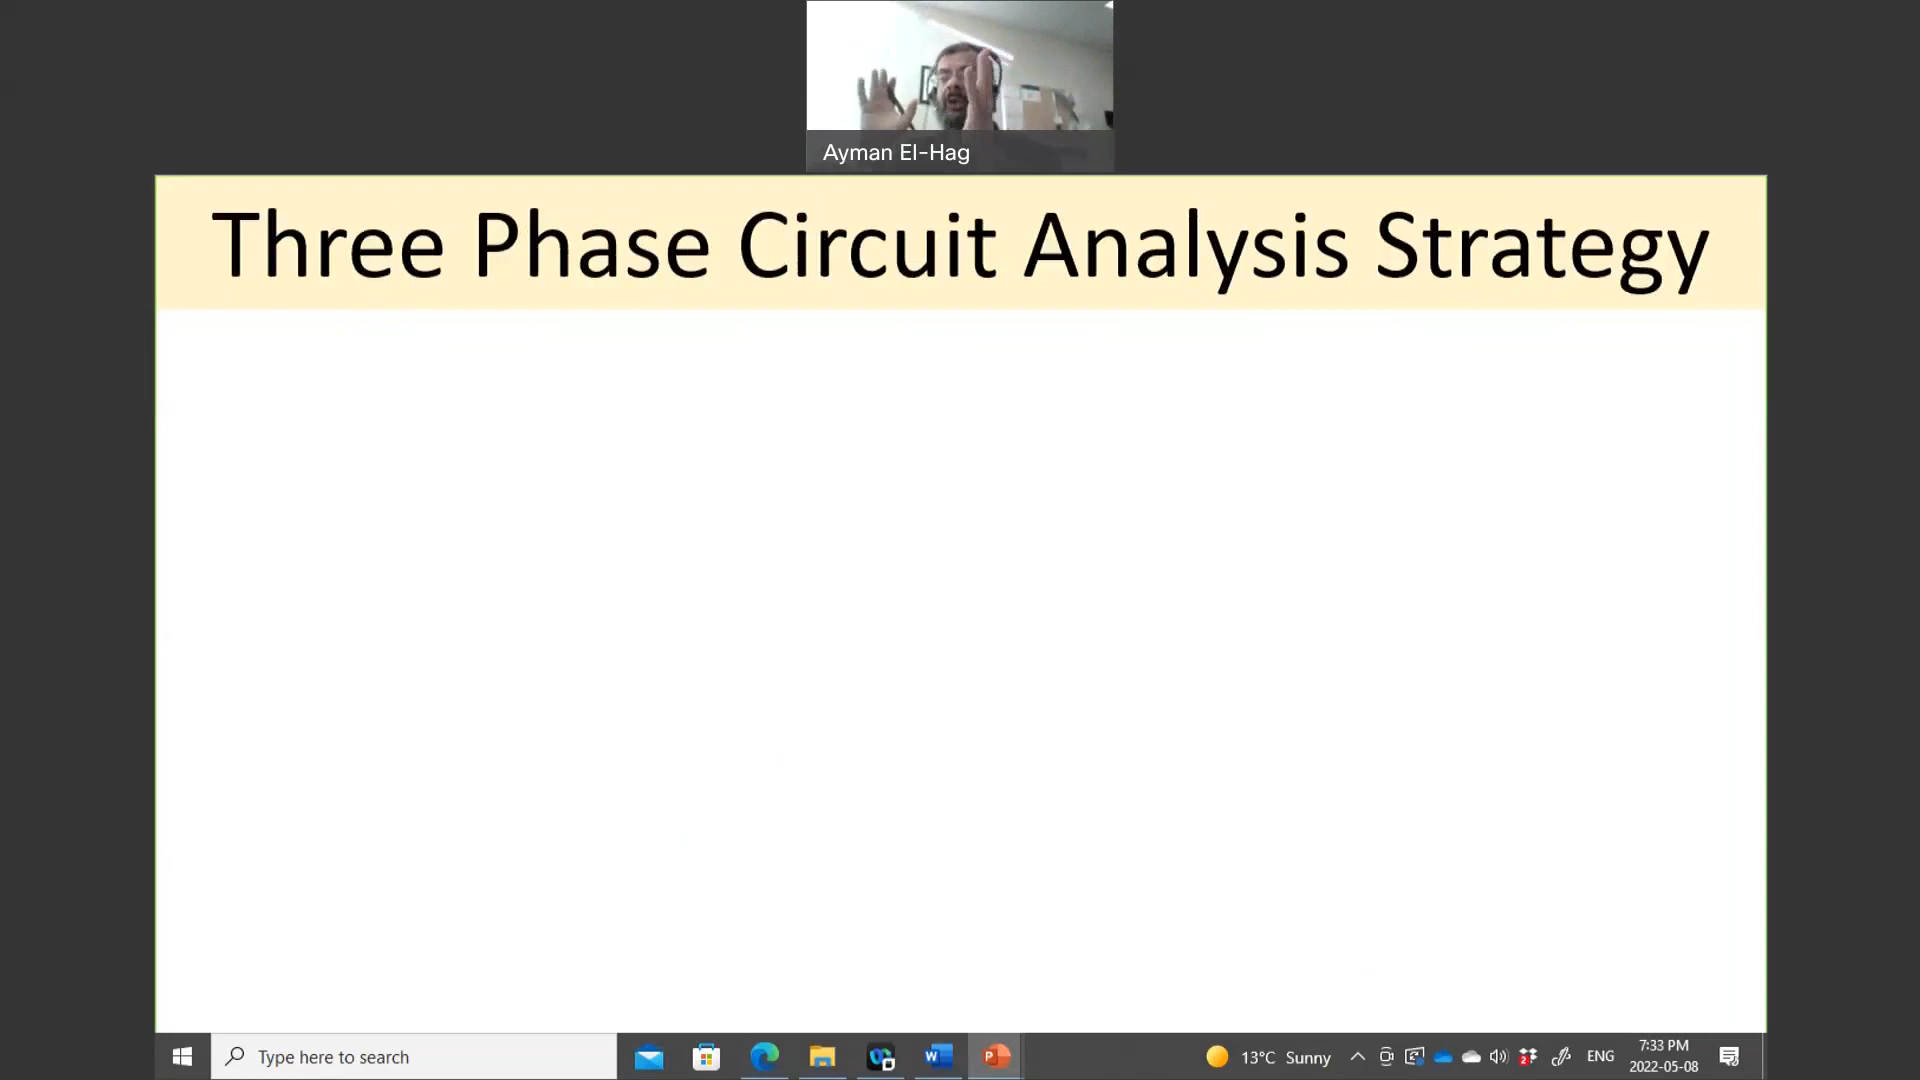 Ayman El-Hag
Three Phase Circuit Analysis Strategy
Type here to search
13°C Sunny
ENG
7:33 PM
2022-05-08